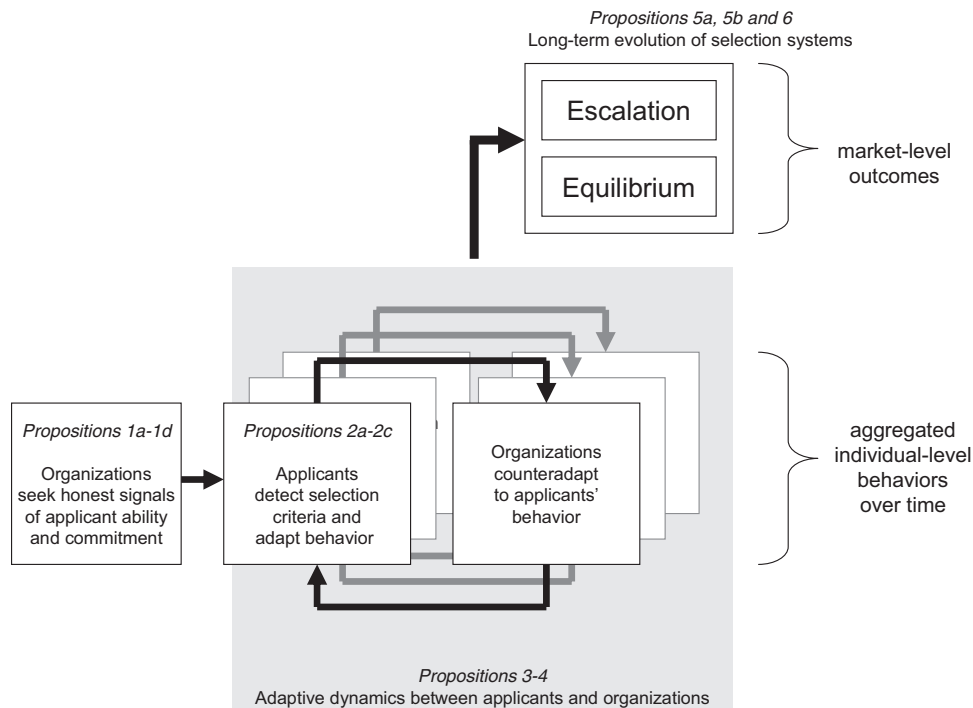 Propositions 5a, 5b and 6
Long-term evolution of selection systems
Escalation
Equilibrium
market-level
outcomes
Propositions 1a-1d
Organizations
seek honest signals
of applicant ability
and commitment
Propositions 2a-2c
Applicants
detect selection
criteria and
adapt behavior
Organizations
counteradapt
to applicants'
behavior
aggregated
individual-level
behaviors
over time
Propositions 3-4
Adaptive dynamics between applicants and organizations